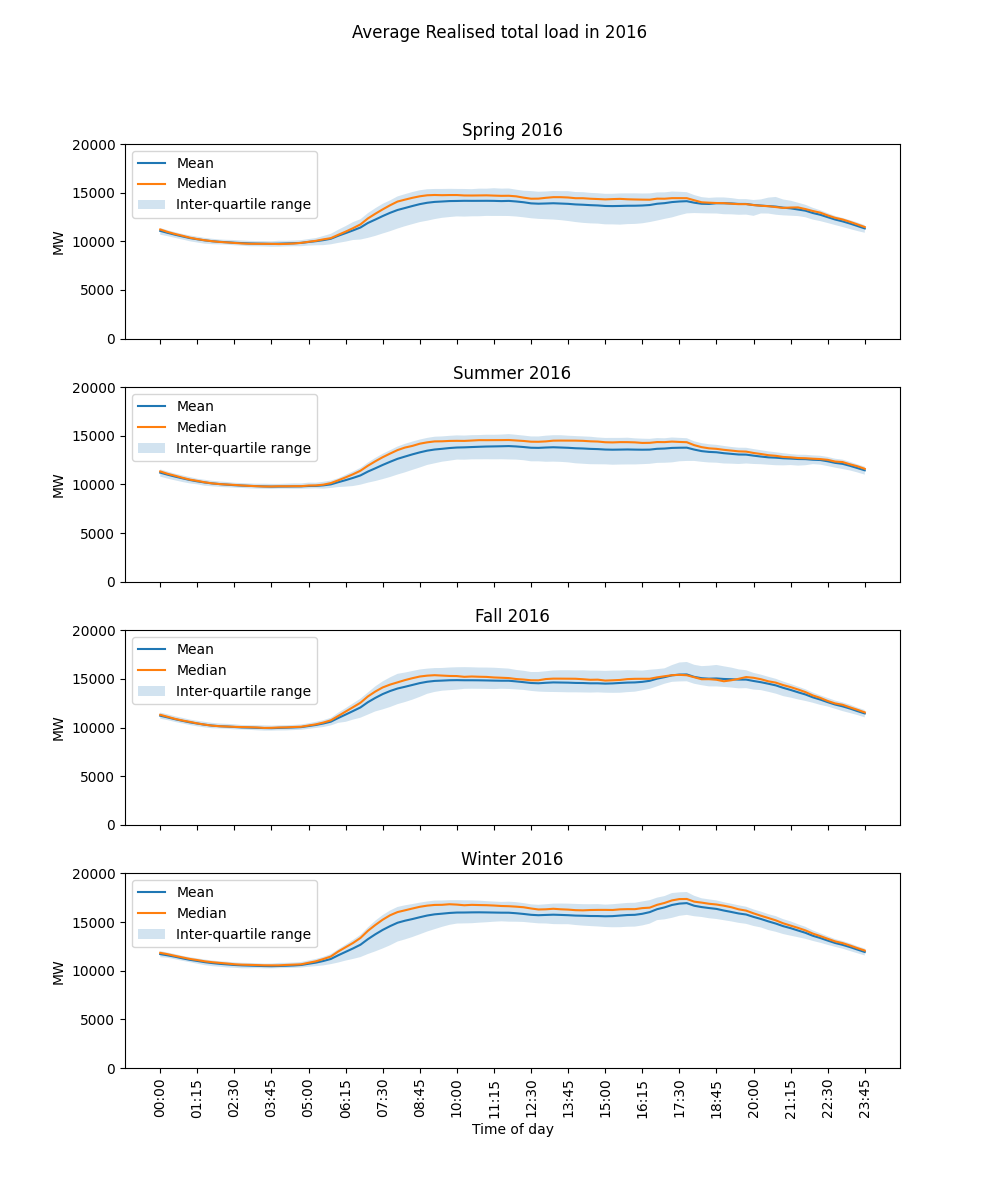 Average Realised total load in 2016
Spring 2016
20000
15000
10000
5000
0
MW
Mean
Median
Inter-quartile range
Summer 2016
20000
15000
10000
5000
0
MW
Mean
Median
Inter-quartile range
Fall 2016
20000
15000
10000
5000
0
MW
Mean
Median
Inter-quartile range
Winter 2016
20000
15000
10000
5000
0
MW
Mean
Median
Inter-quartile range
00:00
01:15
02:30
03:45
05:00
06:15
07:30
08:45
10:00
11:15
12:30
13:45
15:00
16:15
17:30
18:45
20:00
21:15
22:30
23:45
Time of day